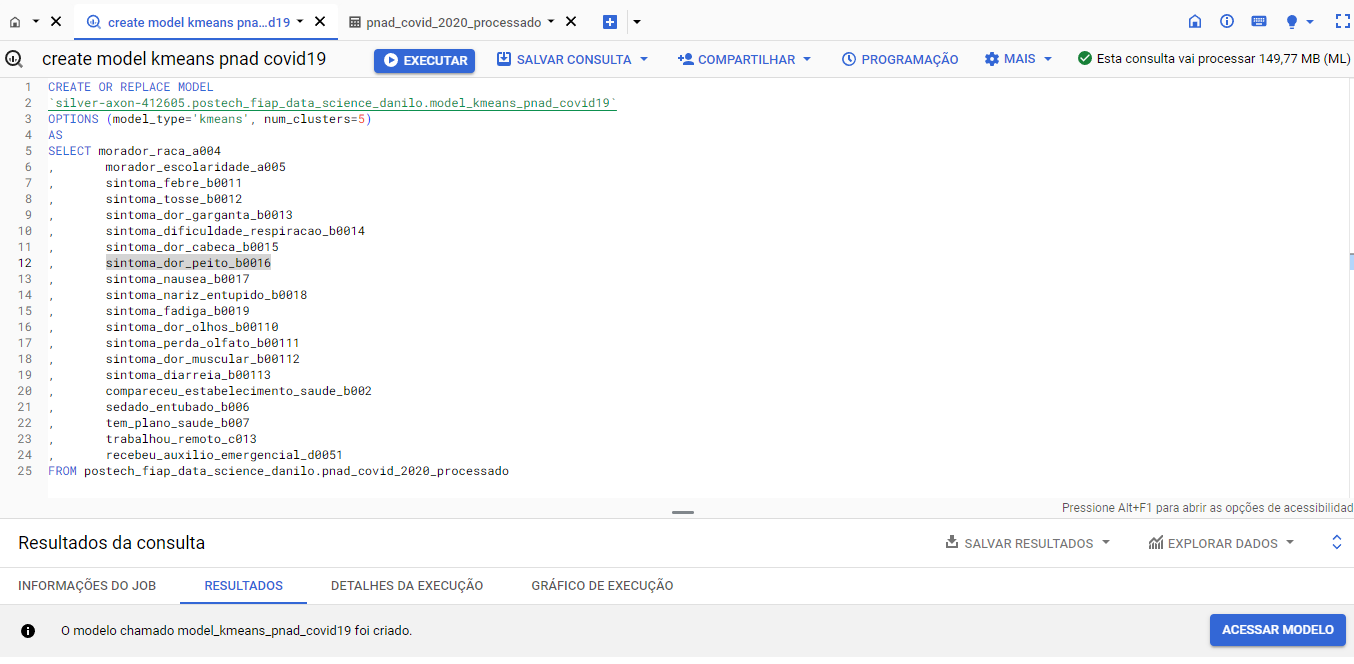 create model kmeans pna...d19
pnad_covid_2020_processado
create model kmeans pnad covid19
EXECUTAR
SALVAR CONSULTA
COMPARTILHAR
PROGRAMAÇÃO
MAIS
Esta consulta vai processar 149,77 MB (ML)
1 CREATE OR REPLACE MODEL
2 `silver-axon-412605.postech_fiap_data_science_danilo.model_kmeans_pnad_covid19`
3 OPTIONS (model_type='kmeans', num_clusters=5)
4 AS
5 SELECT morador_raca_a004
6 , morador_escolaridade_a005
7 , sintoma_febre_b0011
8 , sintoma_tosse_b0012
9 , sintoma_dor_garganta_b0013
10 , sintoma_dificuldade_respiracao_b0014
11 , sintoma_dor_cabeca_b0015
12 , sintoma_dor_peito_b0016
13 , sintoma_nausea_b0017
14 , sintoma_nariz_entupido_b0018
15 , sintoma_fadiga_b0019
16 , sintoma_dor_olhos_b00110
17 , sintoma_perda_olfato_b00111
18 , sintoma_dor_muscular_b00112
19 , sintoma_diarreia_b00113
20 , compareceu_estabelecimento_saude_b002
21 , sedado_entubado_b006
22 , tem_plano_saude_b007
23 , trabalhou_remoto_c013
24 , recebeu_auxilio_emergencial_d0051
25 FROM postech_fiap_data_science_danilo.pnad_covid_2020_processado
Pressione Alt+F1 para abrir as opções de acessibilidad
Resultados da consulta
SALVAR RESULTADOS
EXPLORAR DADOS
INFORMAÇÕES DO JOB
RESULTADOS
DETALHES DA EXECUÇÃO
GRÁFICO DE EXECUÇÃO
O modelo chamado model_kmeans_pnad_covid19 foi criado.
ACESSAR MODELO